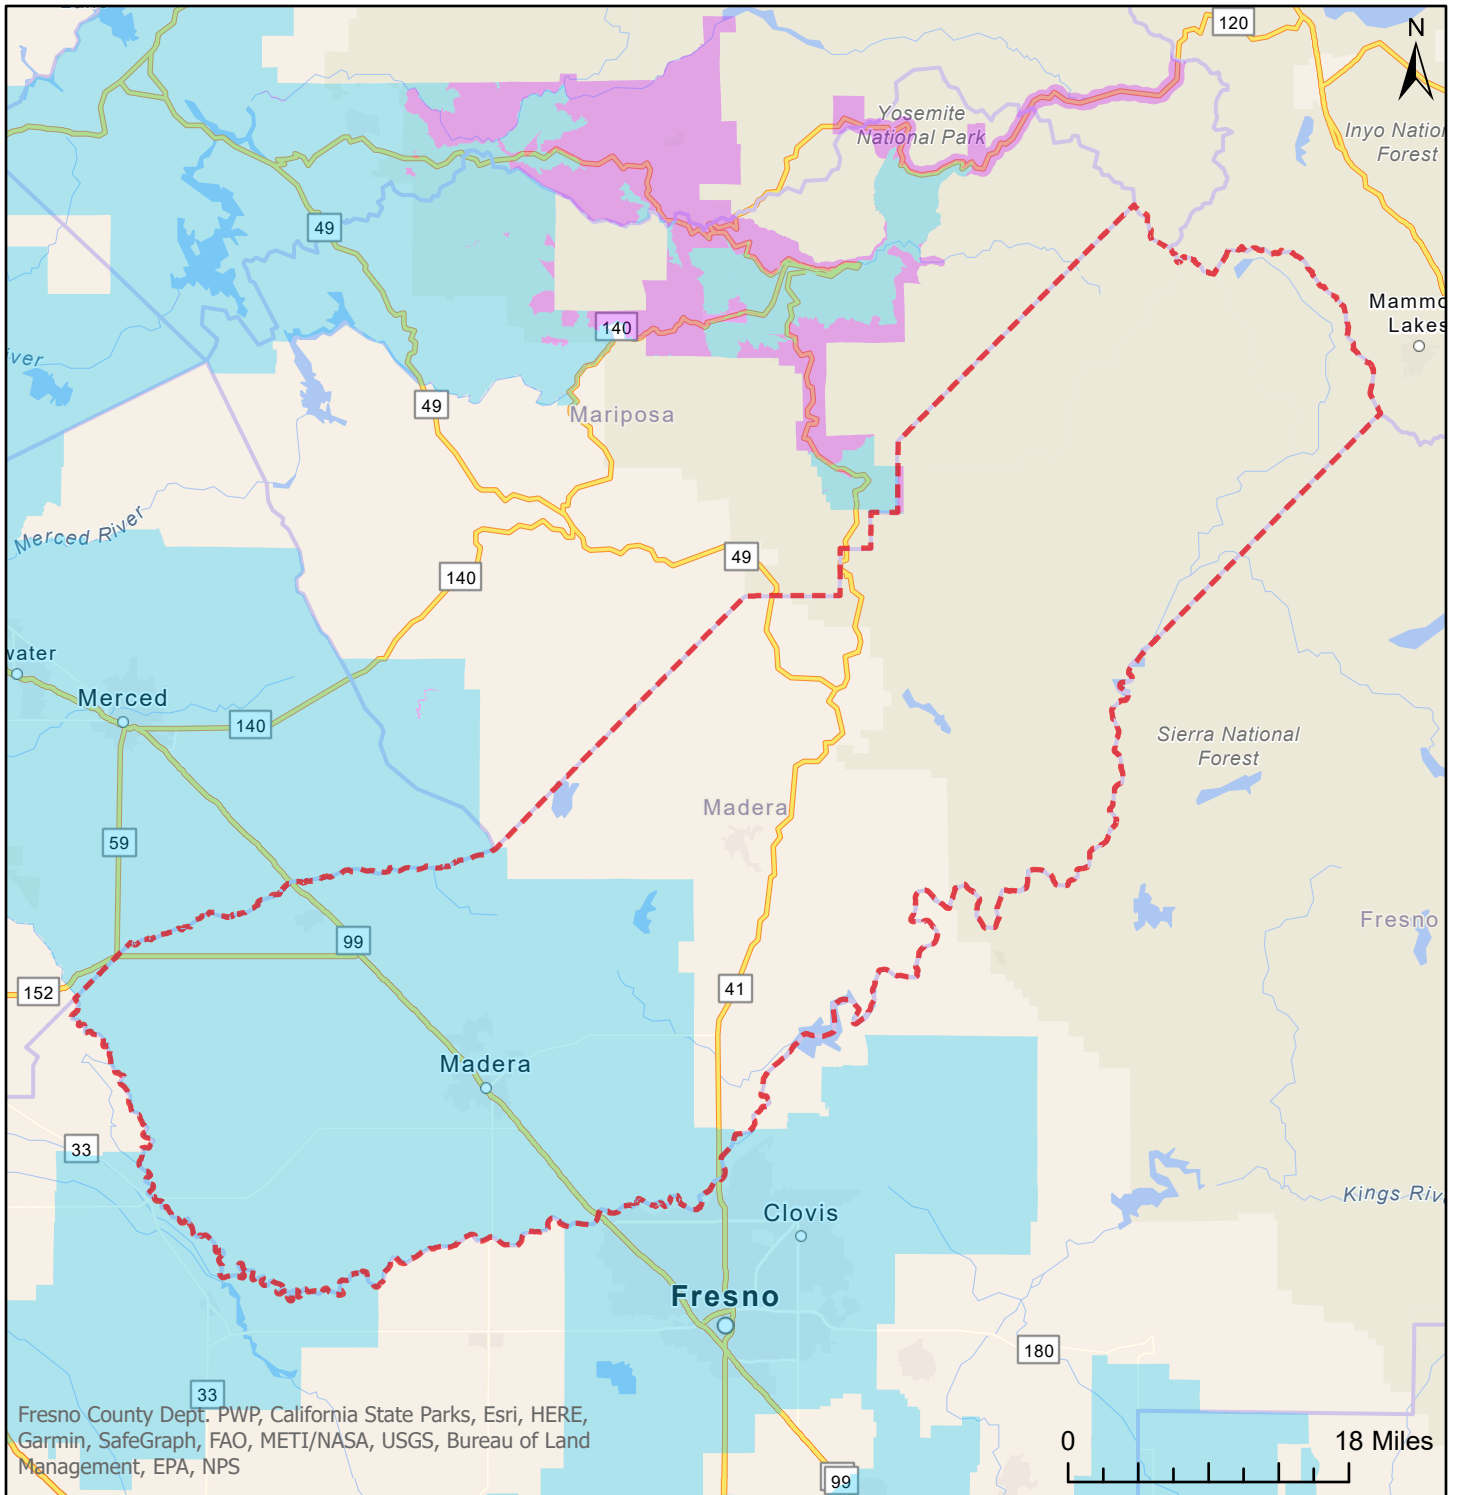 120
N
Yosemite
National Park
Inyo Nation
Forest
49
Mammo
Lakes
140
iver
49
Mariposa
Merced River
49
140
water
Merced
140
Sierra National
Forest
Madera
59
99
Fresno
152
41
Madera
33
Kings Riv
Clovis
Fresno
180
33
Fresno County Dept. PWP, California State Parks, Esri, HERE,
Garmin, SafeGraph, FAO, METI/NASA, USGS, Bureau of Land
Management, EPA, NPS
0
18 Miles
99